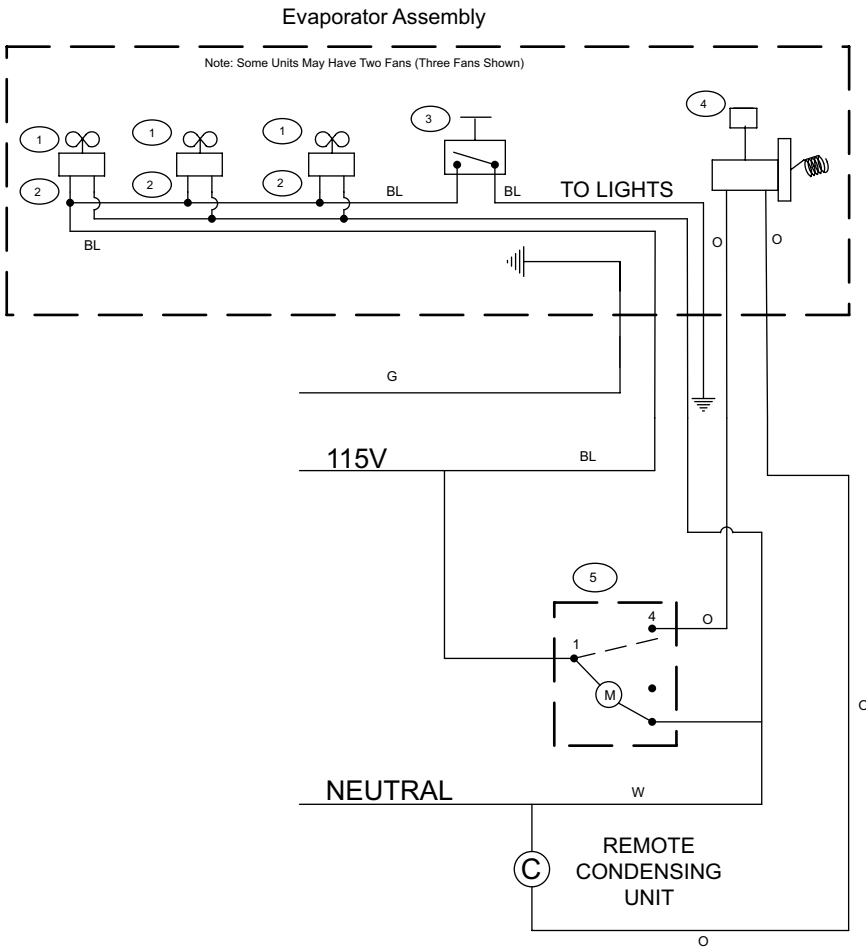 Evaporator Assembly
Note: Some Units May Have Two Fans (Three Fans Shown)
4
3
1
1
1
2
2
2
BL
BL
TO LIGHTS
BL
O
O
G
115V
BL
5
4
O
1
M
O
NEUTRAL
W
C
REMOTE
CONDENSING
UNIT
O